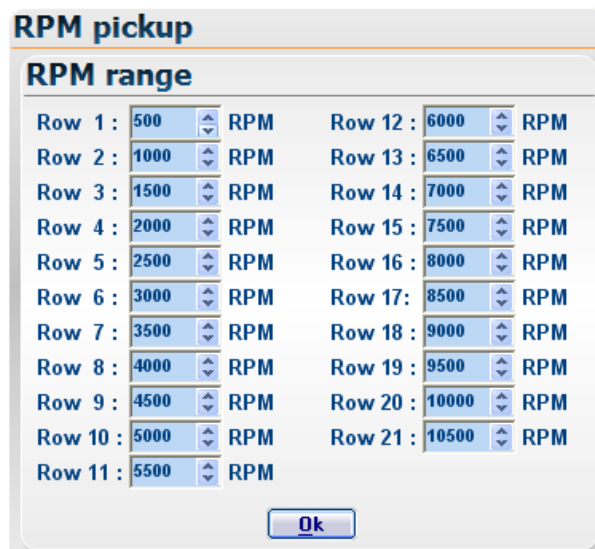 RPM pickup
RPM range
Row 1 : 500 RPM
Row 2 : 1000 RPM
Row 3 : 1500 RPM
Row 4 : 2000 RPM
Row 5 : 2500 RPM
Row 6 : 3000 RPM
Row 7 : 3500 RPM
Row 8 : 4000 RPM
Row 9 : 4500 RPM
Row 10 : 5000 RPM
Row 11 : 5500 RPM
Row 12 : 6000 RPM
Row 13 : 6500 RPM
Row 14 : 7000 RPM
Row 15 : 7500 RPM
Row 16 : 8000 RPM
Row 17: 8500 RPM
Row 18 : 9000 RPM
Row 19 : 9500 RPM
Row 20 : 10000 RPM
Row 21 : 10500 RPM
Ok